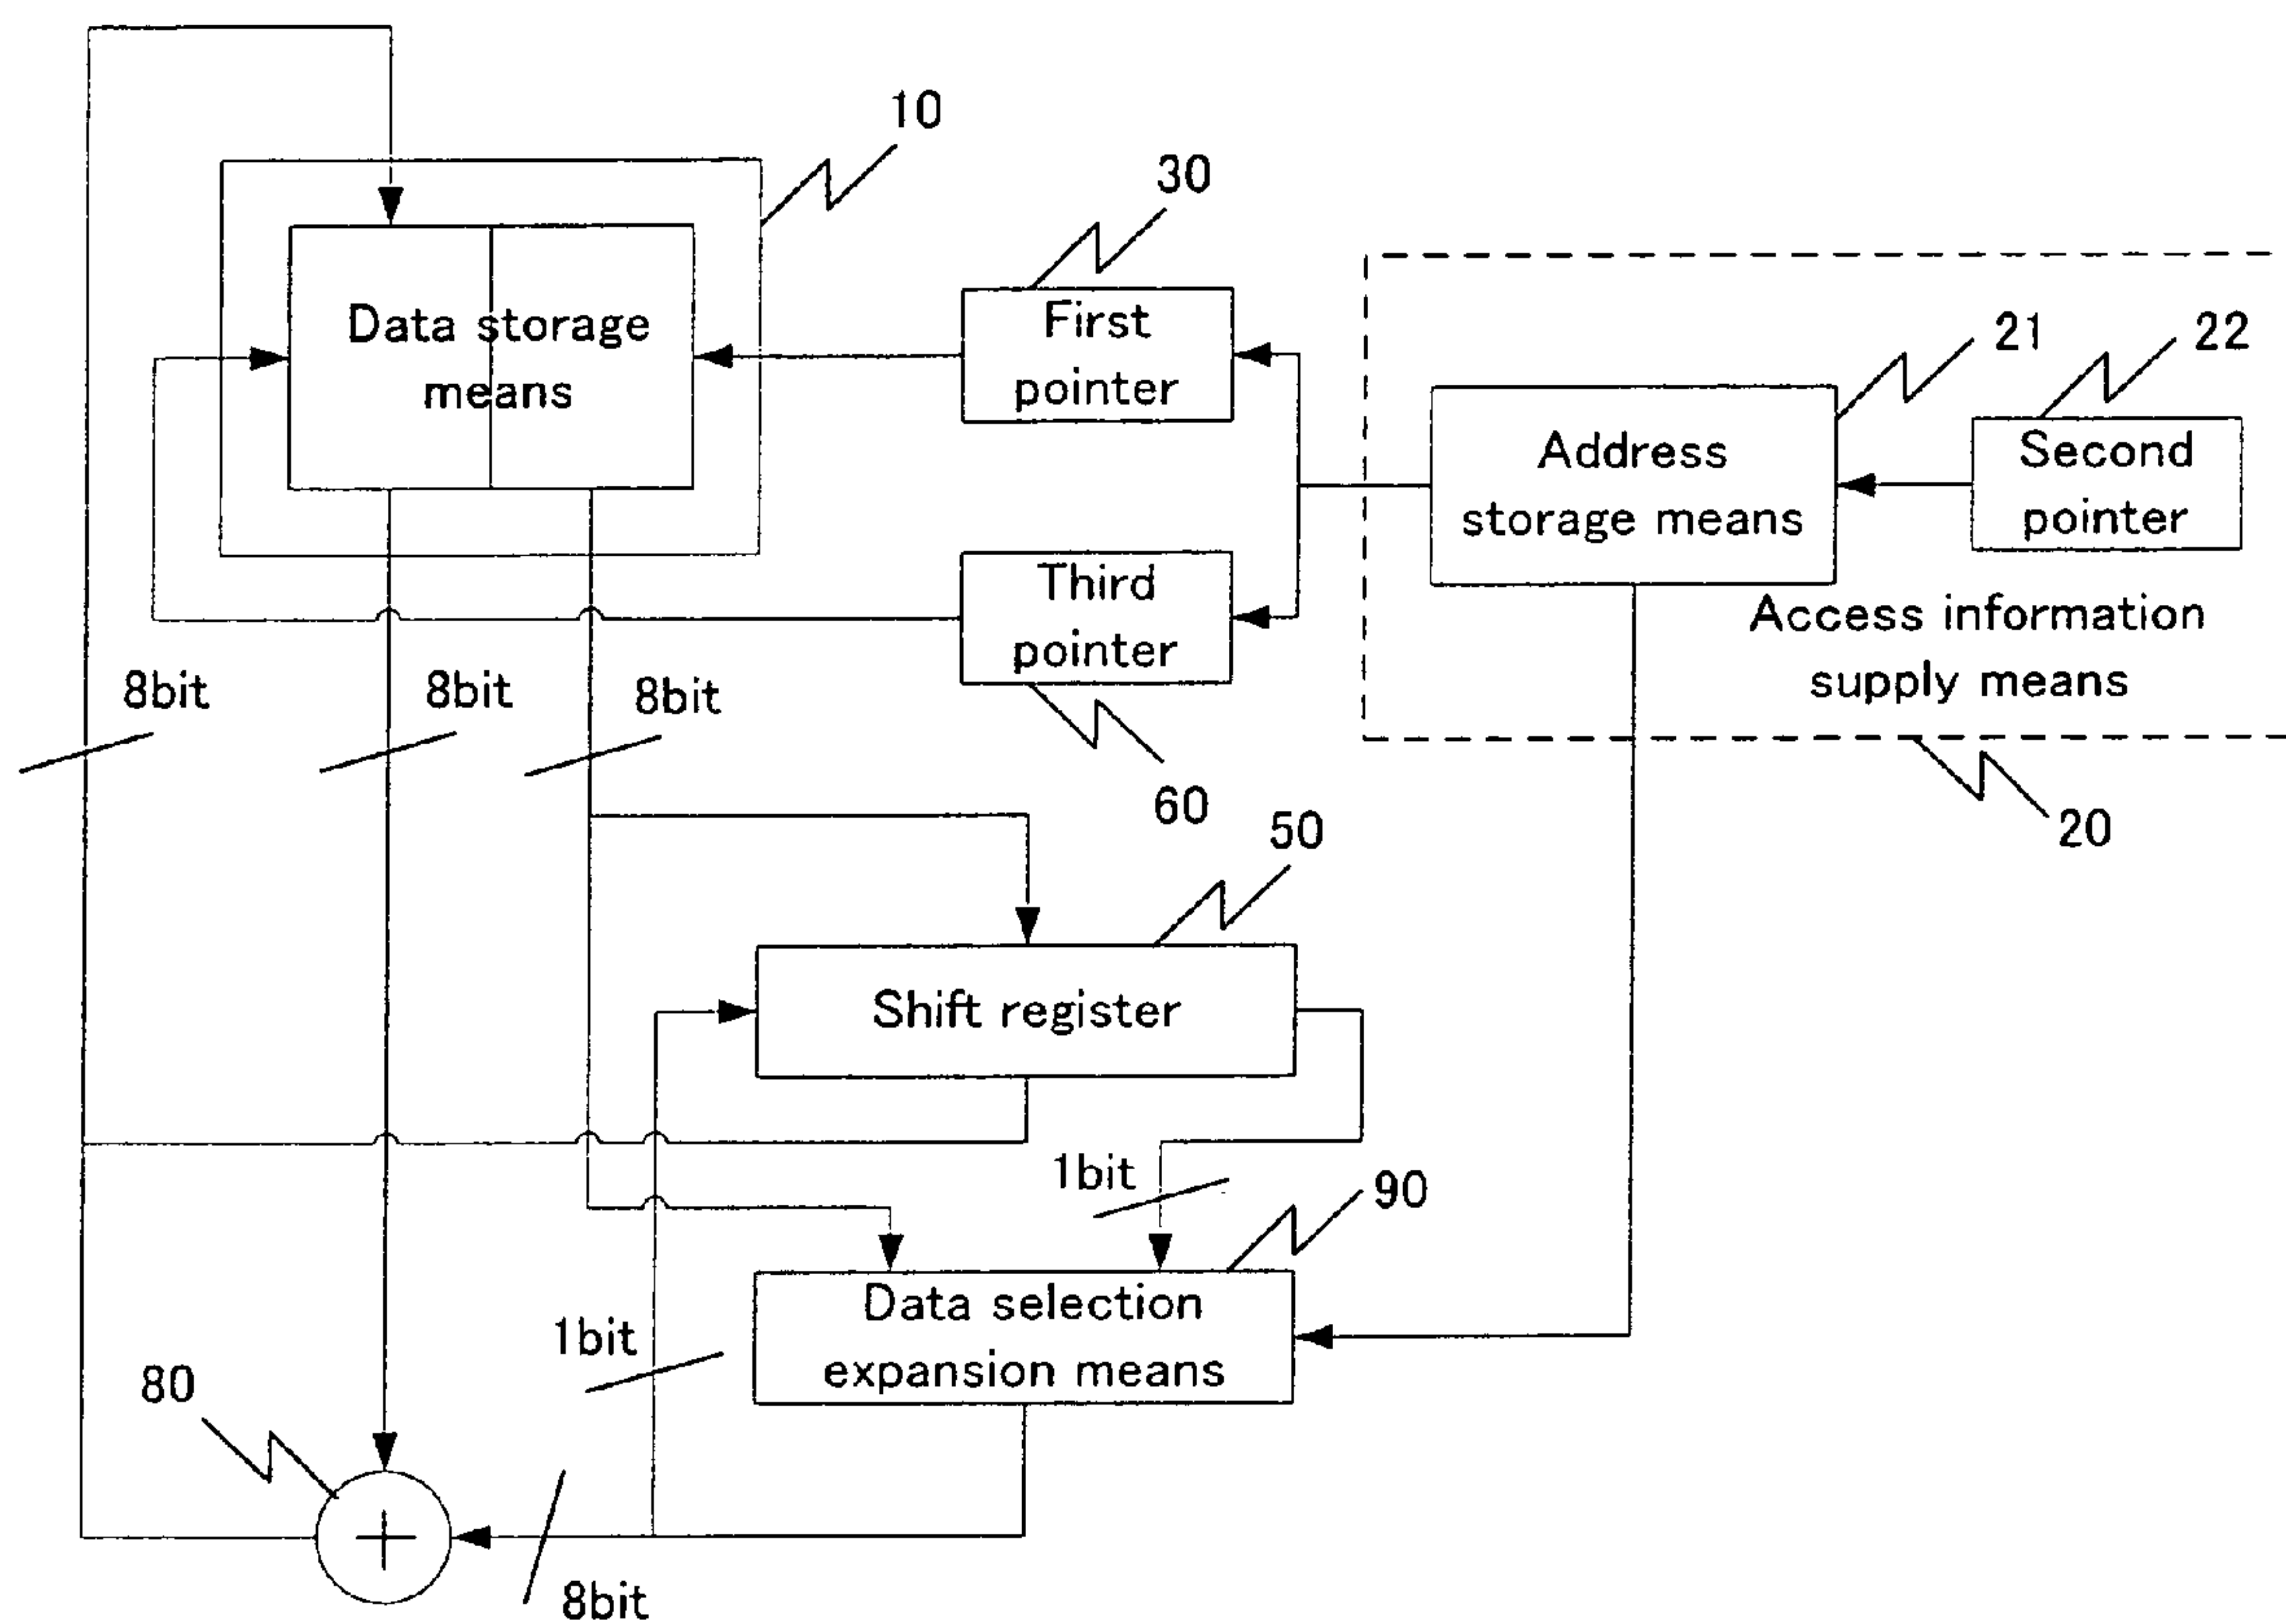 10
30
21
22
Data storage
means
First
pointer
Address
storage means
Second
pointer
Third
pointer
Access information
supply means
8bit
8bit
8bit
60
20
50
Shift register
1bit
90
Data selection
expansion means
1bit
80
8bit